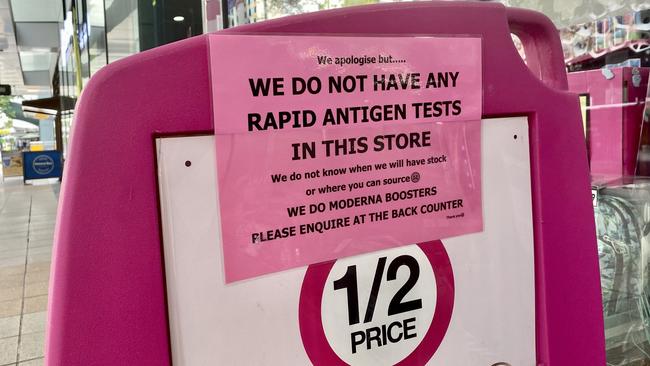 We apologise but.....
WE DO NOT HAVE ANY
RAPID ANTIGEN TESTS
IN THIS STORE
We do not know when we will have stock
or where you can source☹
WE DO MODERNA BOOSTERS
PLEASE ENQUIRE AT THE BACK COUNTER
Thank you☺
1/2
PRICE